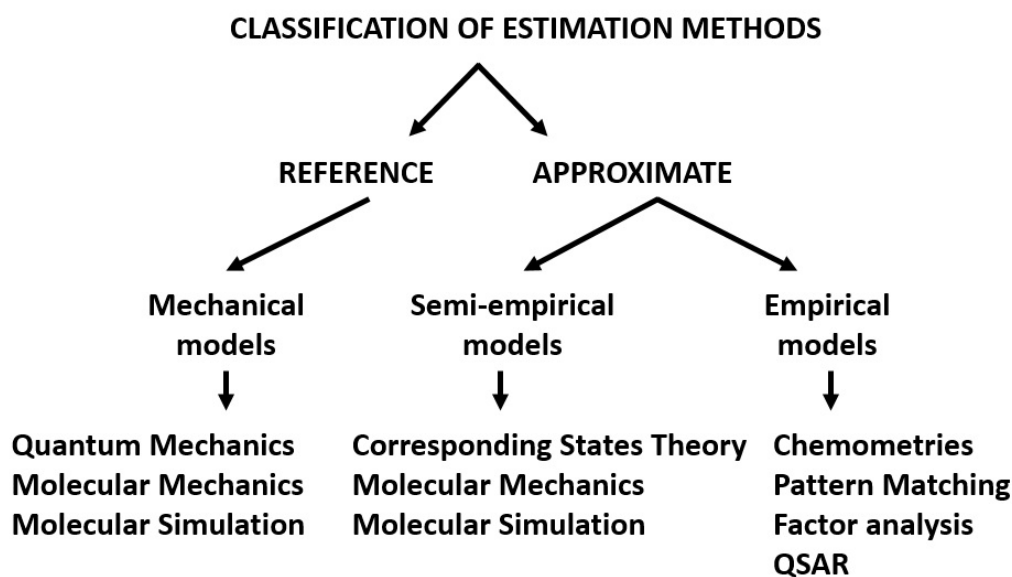 CLASSIFICATION OF ESTIMATION METHODS
REFERENCE
APPROXIMATE
Mechanical
models
Semi-empirical
models
Empirical
models
Quantum Mechanics
Molecular Mechanics
Molecular Simulation
Corresponding States Theory
Molecular Mechanics
Molecular Simulation
Chemometries
Pattern Matching
Factor analysis
QSAR